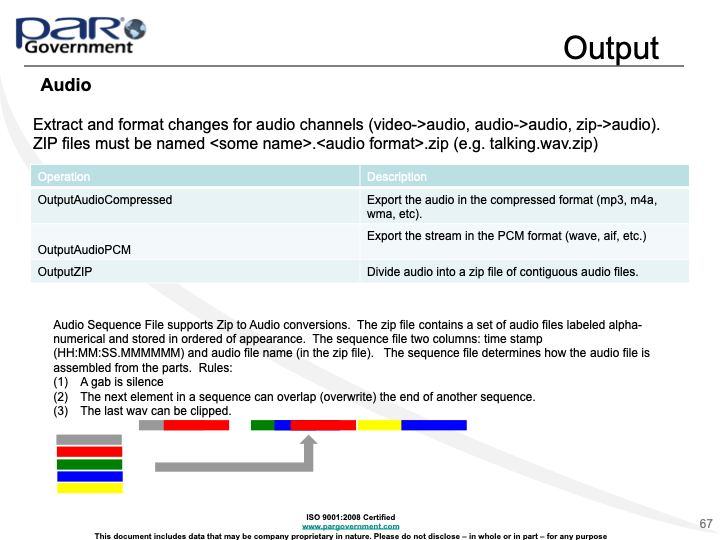 PAR
Government
Output
Audio
Extract and format changes for audio channels (video->audio, audio->audio, zip->audio).
ZIP files must be named <some name>.<audio format>.zip (e.g. talking.wav.zip)
Operation
Description
OutputAudioCompressed
Export the audio in the compressed format (mp3, m4a,
wma, etc).
Export the stream in the PCM format (wave, aif, etc.)
OutputAudioPCM
OutputZIP
Divide audio into a zip file of contiguous audio files.
Audio Sequence File supports Zip to Audio conversions.  The zip file contains a set of audio files labeled alpha-
numerical and stored in ordered of appearance.  The sequence file two columns: time stamp
(HH:MM:SS.MMMMMM) and audio file name (in the zip file).   The sequence file determines how the audio file is
assembled from the parts.  Rules:
(1)   A gab is silence
(2)   The next element in a sequence can overlap (overwrite) the end of another sequence.
(3)   The last wav can be clipped.
ISO 9001:2008 Certified
www.pargovernment.com
This document includes data that may be company proprietary in nature. Please do not disclose – in whole or in part – for any purpose
67